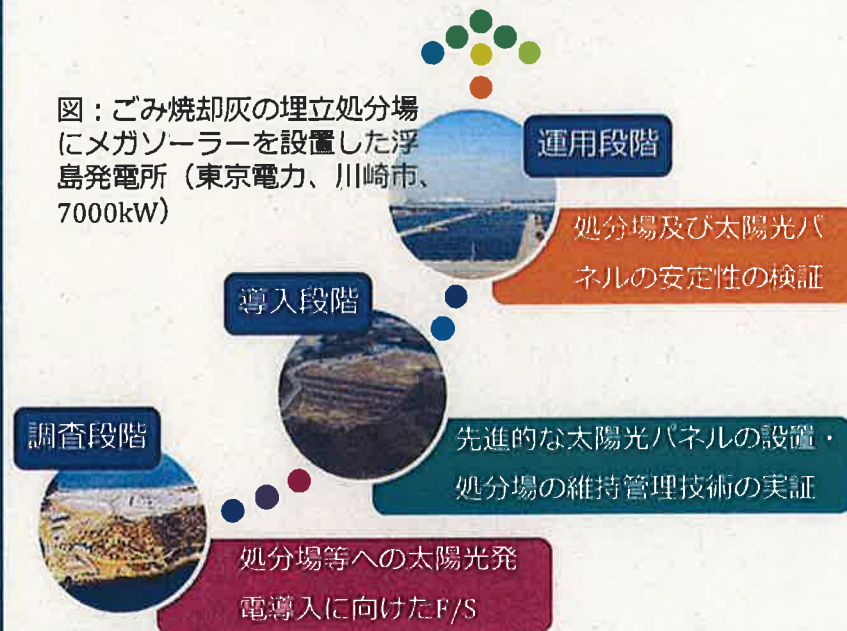 図：ごみ焼却灰の埋立処分場
にメガソーラーを設置した浮
島発電所（東京電力、川崎市、
7000kW）
運用段階
処分場及び太陽光パ
ネルの安定性の検証
導入段階
先進的な太陽光パネルの設置・
処分場の維持管理技術の実証
調査段階
処分場等への太陽光発
電導入に向けたF/S